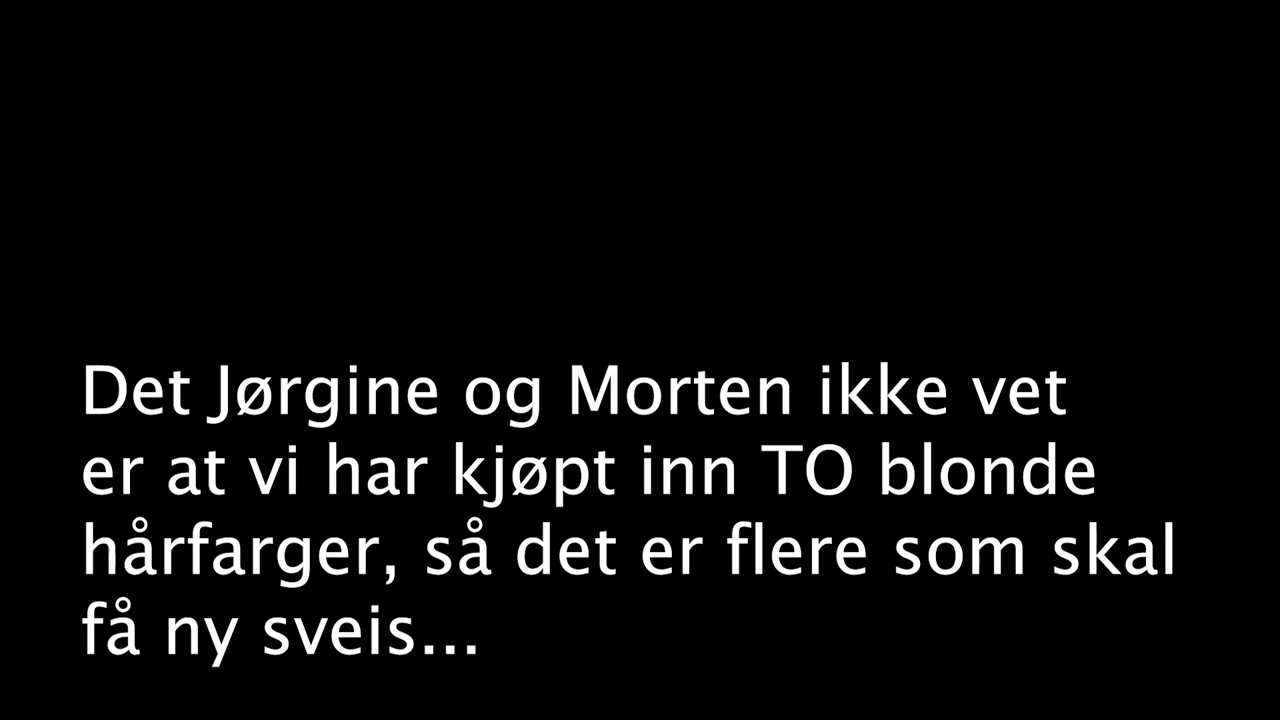 Det Jørgine og Morten ikke vet
er at vi har kjøpt inn TO blonde
hårfarger, så det er flere som skal
få ny sveis...